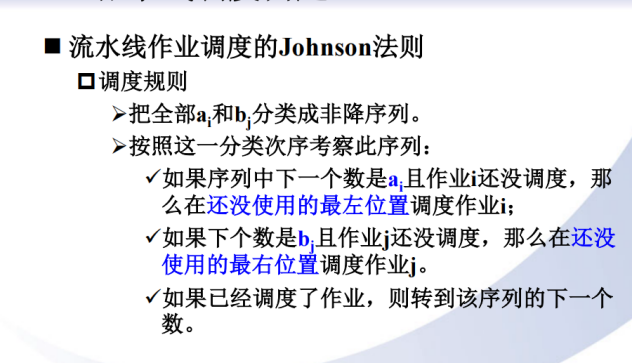 ■ 流水线作业调度的Johnson法则
调度规则
➢把全部ai和bj分类成非降序列。
➢按照这一分类次序考察此序列：
✓如果序列中下一个数是ai且作业i还没调度，那
么在还没使用的最左位置调度作业i；
✓如果下个数是bj且作业j还没调度，那么在还没
使用的最右位置调度作业j。
✓如果已经调度了作业，则转到该序列的下一个
数。